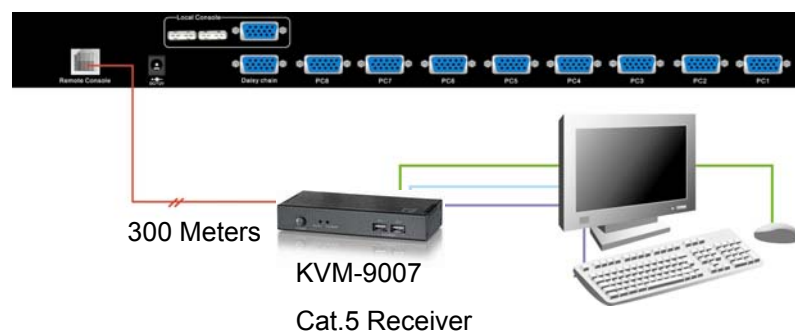 Local Console
Remote Console
Daisy chain
PC8
PC7
PC6
PC5
PC4
PC3
PC2
PC1
300 Meters
KVM-9007
Cat.5 Receiver